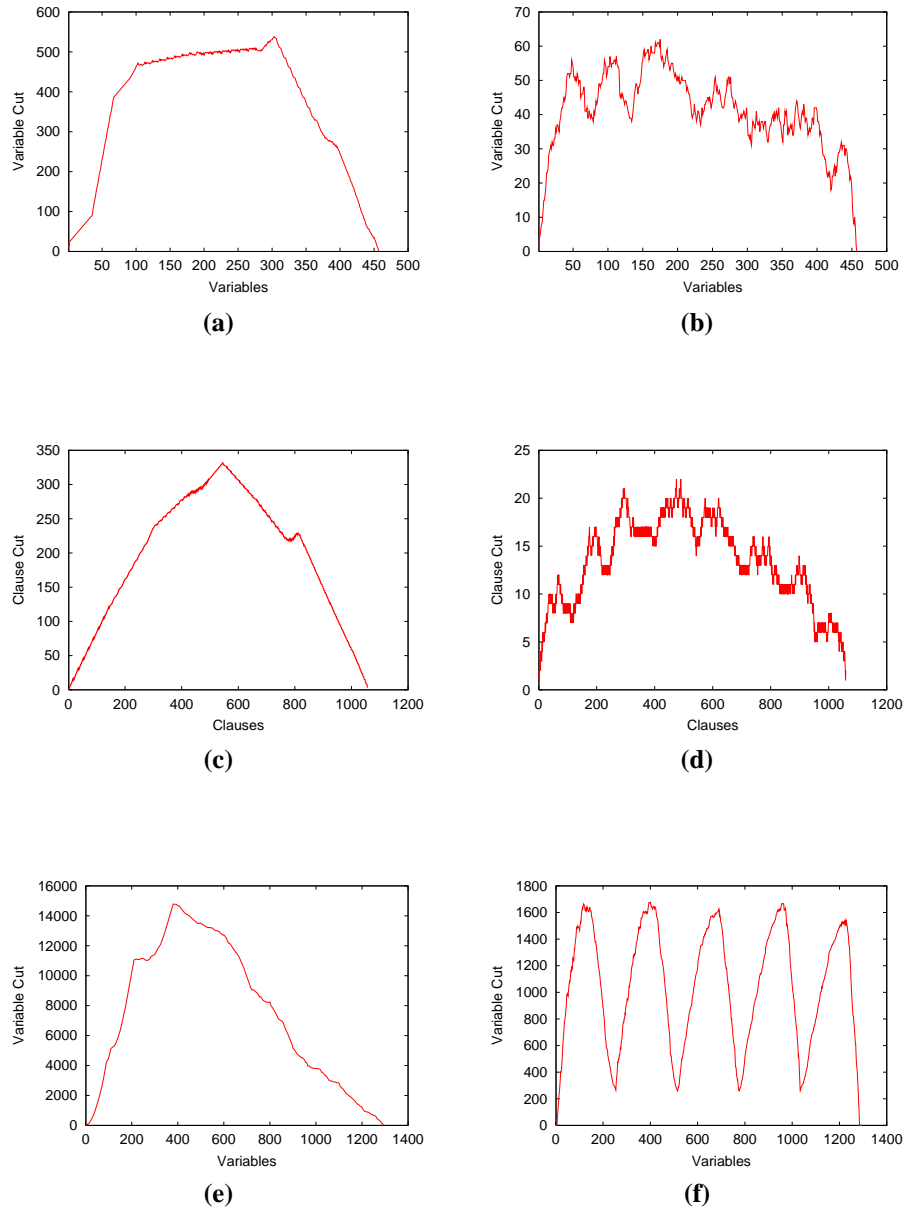 600
500
400
300
200
100
0
Variable Cut
50 100 150 200 250 300 350 400 450 500
Variables
(a)
70
60
50
40
30
20
10
0
Variable Cut
50 100 150 200 250 300 350 400 450 500
Variables
(b)
350
300
250
200
150
100
50
0
Clause Cut
0 200 400 600 800 1000 1200
Clauses
(c)
25
20
15
10
5
0
Clause Cut
0 200 400 600 800 1000 1200
Clauses
(d)
16000
14000
12000
10000
8000
6000
4000
2000
0
Variable Cut
0 200 400 600 800 1000 1200 1400
Variables
(e)
1800
1600
1400
1200
1000
800
600
400
200
0
Variable Cut
0 200 400 600 800 1000 1200 1400
Variables
(f)